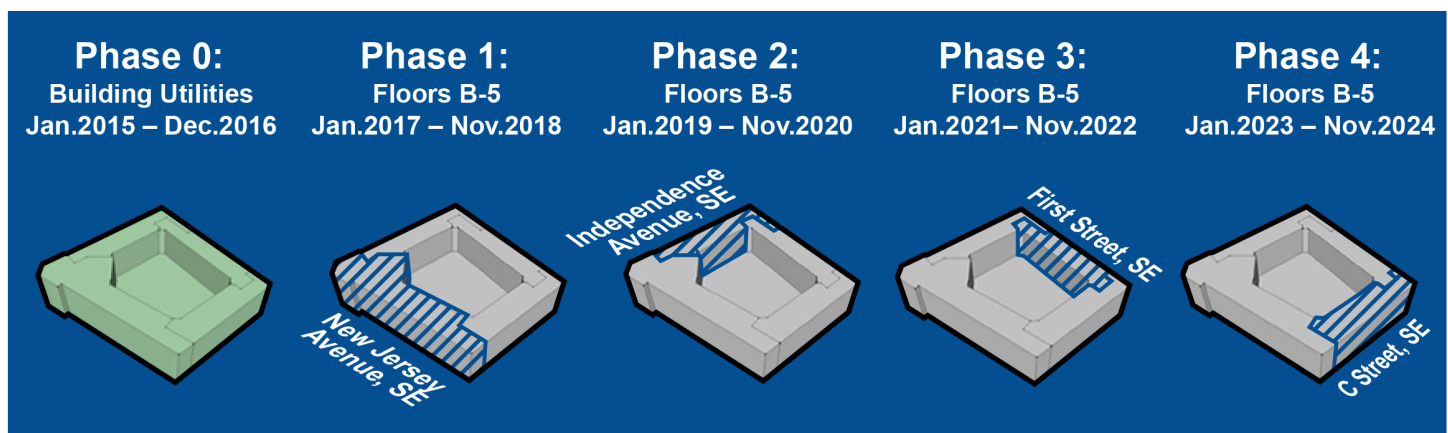 Phase 0:
Building Utilities
Jan.2015 – Dec.2016
Phase 1:
Floors B-5
Jan.2017 – Nov.2018
New Jersey
Avenue, SE
Phase 2:
Floors B-5
Jan.2019 – Nov.2020
Independence
Avenue, SE
Phase 3:
Floors B-5
Jan.2021– Nov.2022
First Street, SE
Phase 4:
Floors B-5
Jan.2023 – Nov.2024
C Street, SE